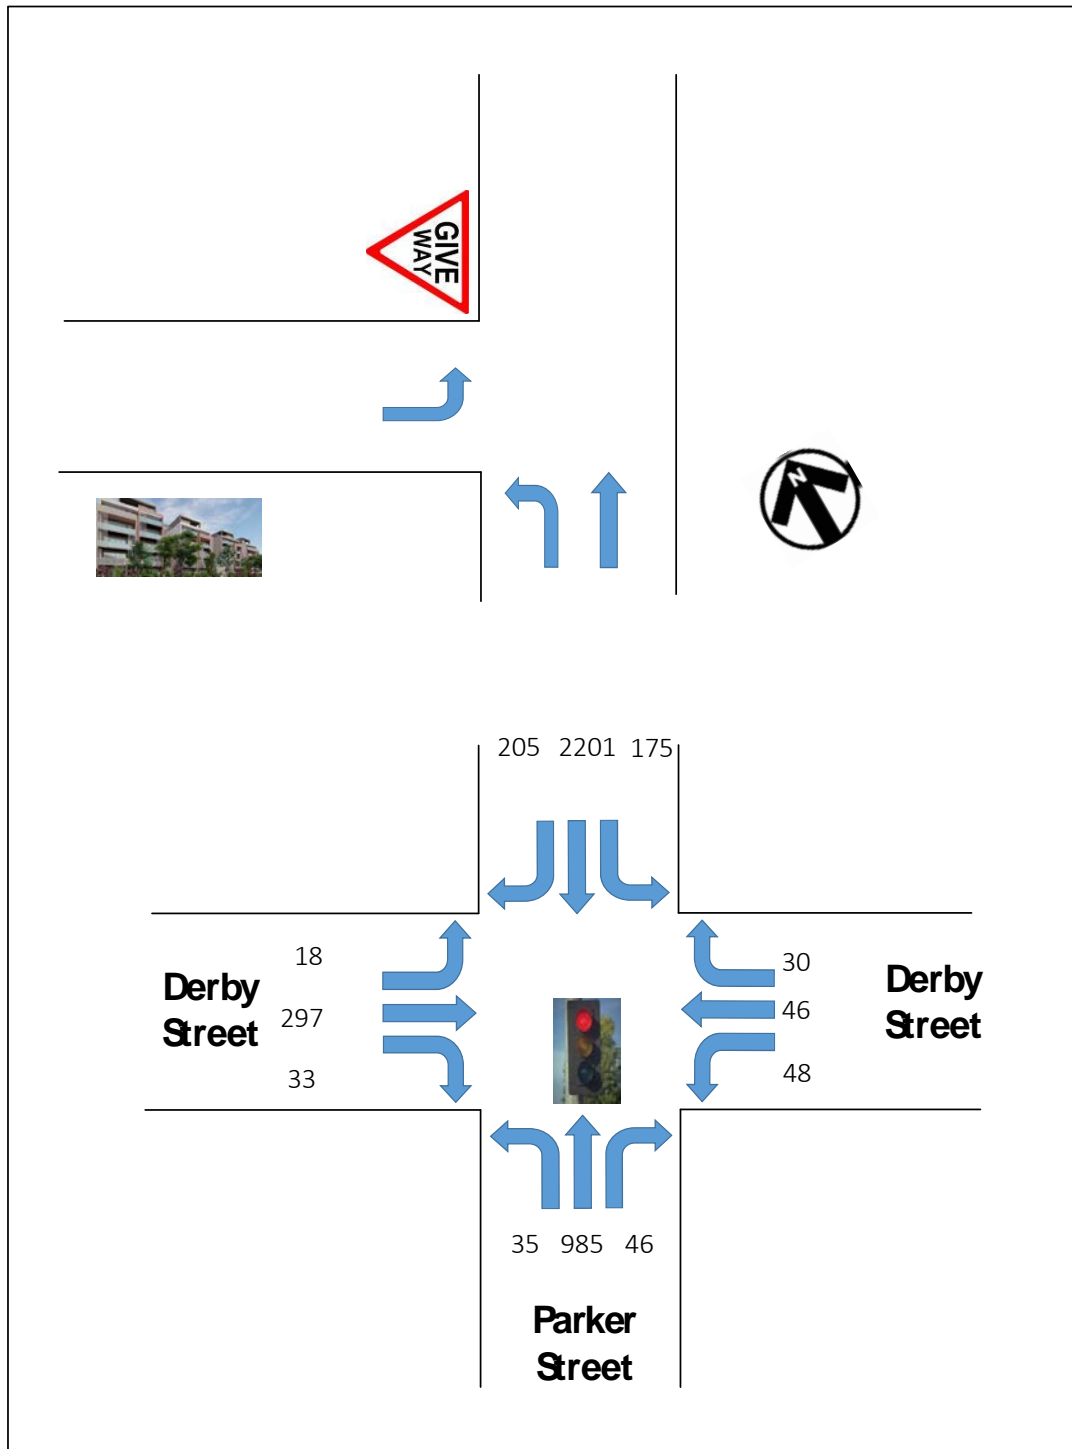 GIVE
WAY
N
205 2201 175
18
297
33
Derby
Street
30
46
48
Derby
Street
35 985 46
Parker
Street